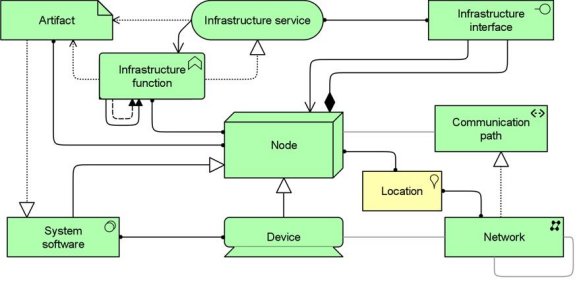 Artifact
Infrastructure service
Infrastructure
interface
Infrastructure
function
Communication
path
Node
Location
System
software
Device
Network